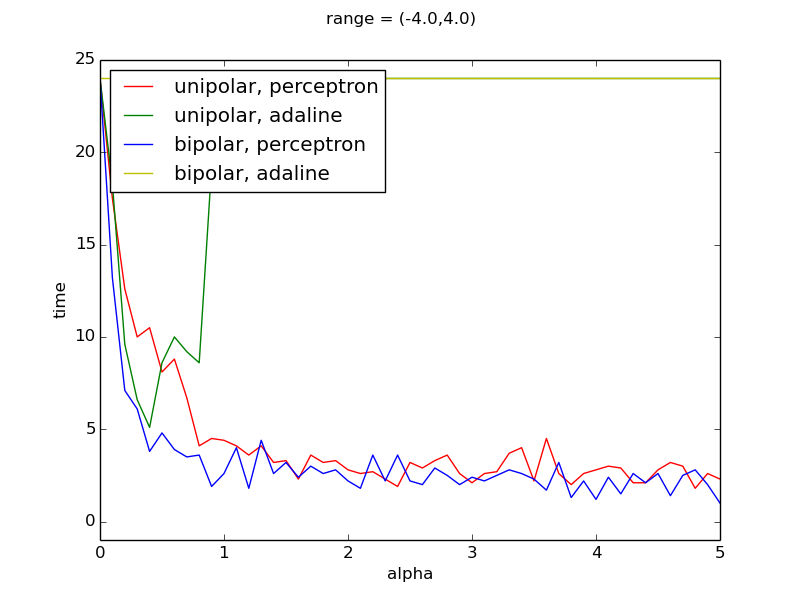 range = (-4.0,4.0)
25
20
15
10
5
0
time
unipolar, perceptron
unipolar, adaline
bipolar, perceptron
bipolar, adaline
0 1 2 3 4 5
alpha